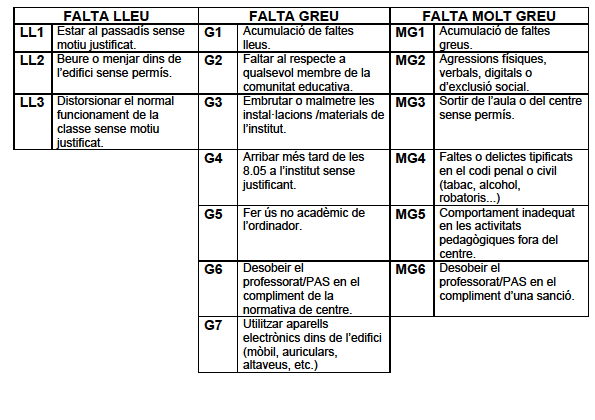 FALTA LLEU
FALTA GREU
FALTA MOLT GREU
LL1
Estar al passadís sense
motiu justificat.
G1
Acumulació de faltes
lleus.
MG1
Acumulació de faltes
greus.
LL2
Beure o menjar dins de
l’edifici sense permís.
G2
Faltar al respecte a
qualsevol membre de la
comunitat educativa.
MG2
Agressions físiques,
verbals, digitals o
d’exclusió social.
LL3
Distorsionar el normal
funcionament de la
classe sense motiu
justificat.
G3
Embrutar o malmetre les
instal·lacions /materials de
l’institut.
MG3
Sortir de l’aula o del centre
sense permís.
G4
Arribar més tard de les
8.05 a l’institut sense
justificant.
MG4
Faltes o delictes tipificats
en el codi penal o civil
(tabac, alcohol,
robatoris...)
G5
Fer ús no acadèmic de
l’ordinador.
MG5
Comportament inadequat
en les activitats
pedagògiques fora del
centre.
G6
Desobeir el
professorat/PAS en el
compliment de la
normativa de centre.
MG6
Desobeir el
professorat/PAS en el
compliment d’una sanció.
G7
Utilitzar aparells
electrònics dins de l’edifici
(mòbil, auriculars,
altaveus, etc.)